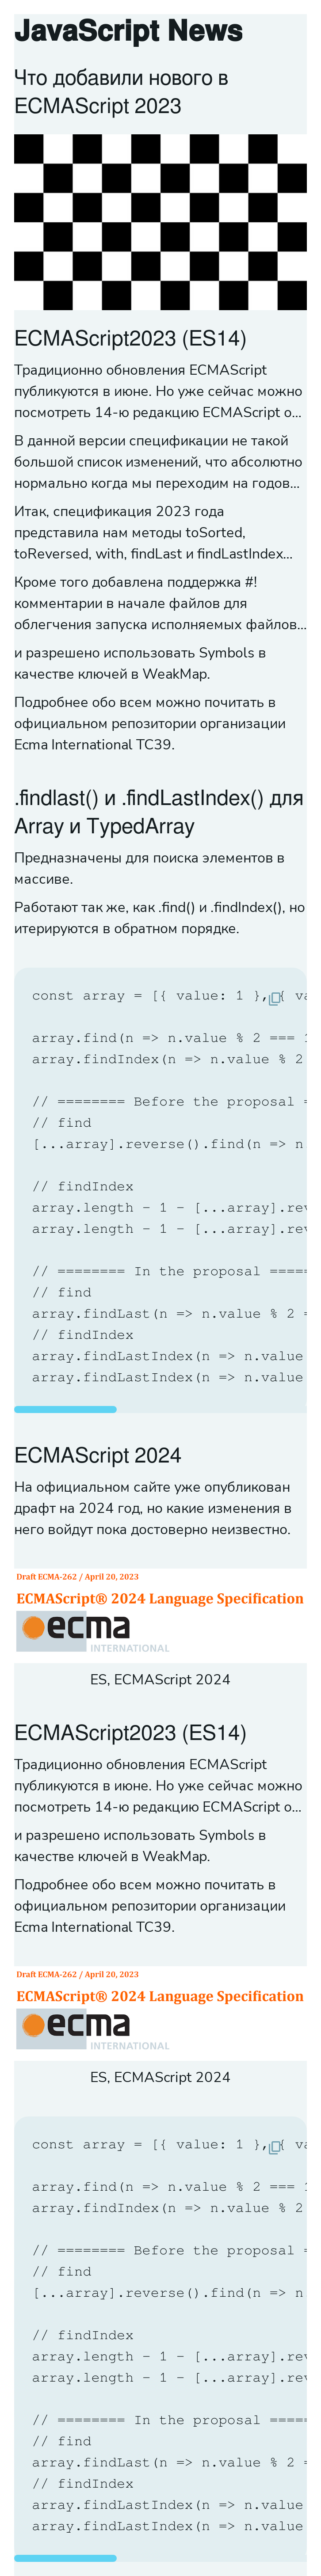 JavaScript News
Что добавили нового в
ECMAScript 2023
ECMAScript2023 (ES14)
Традиционно обновления ECMAScript
публикуются в июне. Но уже сейчас можно
посмотреть 14-ю редакцию ECMAScript о...
В данной версии спецификации не такой
большой список изменений, что абсолютно
нормально когда мы переходим на годов...
Итак, спецификация 2023 года
представила нам методы toSorted,
toReversed, with, findLast и findLastIndex...
Кроме того добавлена поддержка #!
комментарии в начале файлов для
облегчения запуска исполняемых файлов...
и разрешено использовать Symbols в
качестве ключей в WeakMap.
Подробнее обо всем можно почитать в
официальном репозитории организации
Ecma International TC39.
.findlast() и .findLastIndex() для
Array и TypedArray
Предназначены для поиска элементов в
массиве.
Работают так же, как .find() и .findIndex(), но
итерируются в обратном порядке.
const array = [{ value: 1 }, { va
array.find(n => n.value % 2 === 1
array.findIndex(n => n.value % 2
// ======== Before the proposal =
// find
[...array].reverse().find(n => n
// findIndex
array.length - 1 - [...array].rev
array.length - 1 - [...array].rev
// ======== In the proposal =====
// find
array.findLast(n => n.value % 2 =
// findIndex
array.findLastIndex(n => n.value
array.findLastIndex(n => n.value
ECMAScript 2024
На официальном сайте уже опубликован
драфт на 2024 год, но какие изменения в
него войдут пока достоверно неизвестно.
Draft ECMA-262 / April 20, 2023
ECMAScript® 2024 Language Specification
ecma
INTERNATIONAL
ES, ECMAScript 2024
ECMAScript2023 (ES14)
Традиционно обновления ECMAScript
публикуются в июне. Но уже сейчас можно
посмотреть 14-ю редакцию ECMAScript о...
и разрешено использовать Symbols в
качестве ключей в WeakMap.
Подробнее обо всем можно почитать в
официальном репозитории организации
Ecma International TC39.
Draft ECMA-262 / April 20, 2023
ECMAScript® 2024 Language Specification
ecma
INTERNATIONAL
ES, ECMAScript 2024
const array = [{ value: 1 }, { va
array.find(n => n.value % 2 === 1
array.findIndex(n => n.value % 2
// ======== Before the proposal =
// find
[...array].reverse().find(n => n
// findIndex
array.length - 1 - [...array].rev
array.length - 1 - [...array].rev
// ======== In the proposal =====
// find
array.findLast(n => n.value % 2 =
// findIndex
array.findLastIndex(n => n.value
array.findLastIndex(n => n.value